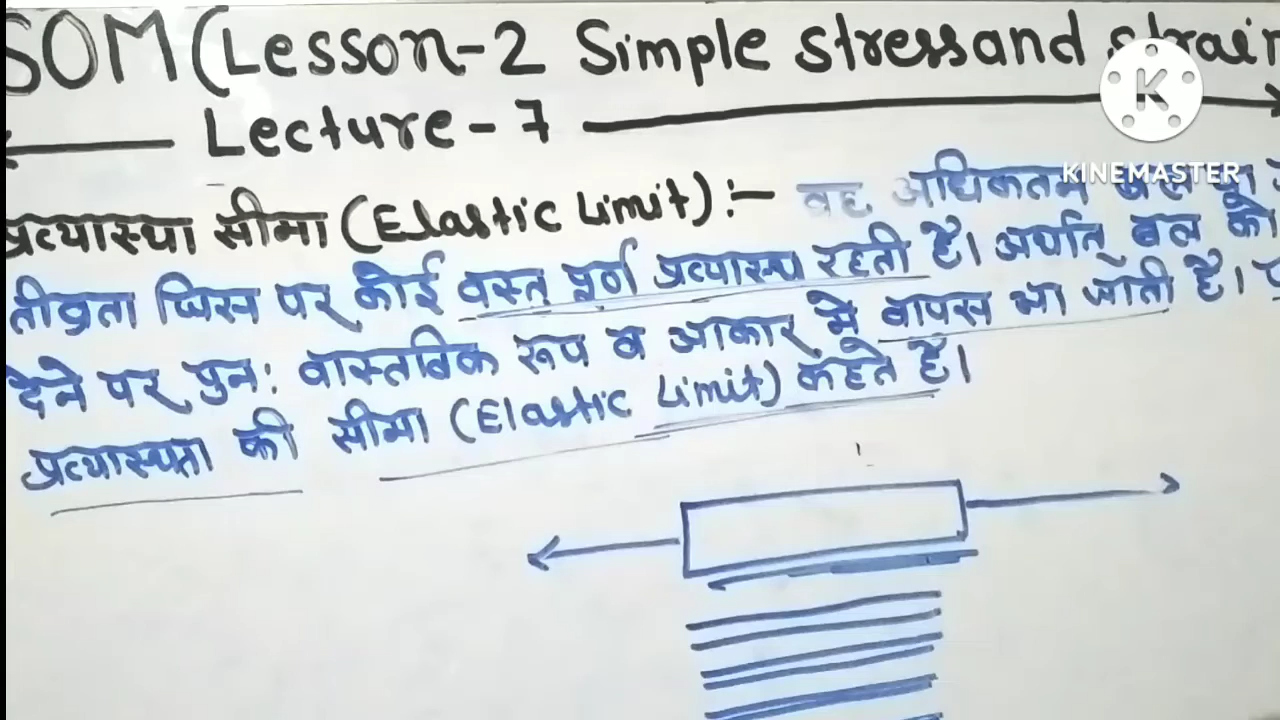 SOM (Lesson-2 Simple stress and strain
Lecture-7
प्रत्यास्था सीमा (Elastic Limit) :- वह अधिकतम
तीव्रता जिस पर कोई वस्तु पूर्ण प्रत्यास्थ रहती है। अर्थात् बल को
देने पर पुनः वास्तविक रूप व आकार में वापस आ जाती है।
प्रत्यास्थता की सीमा (Elastic Limit) कहते है।
K
KINEMASTER